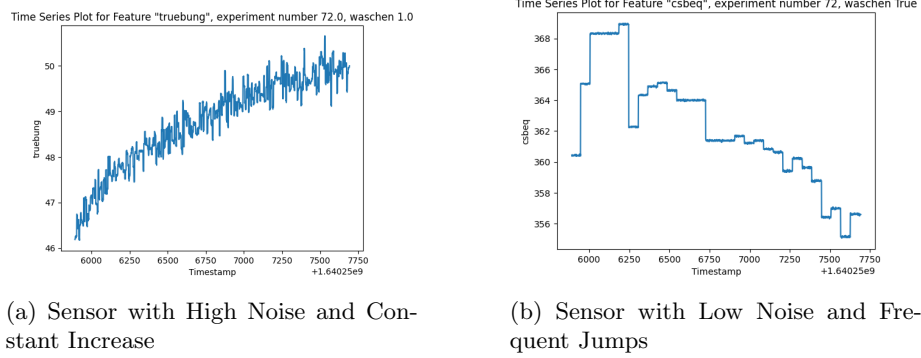 Time Series Plot for Feature "truebung", experiment number 72.0, waschen 1.0
truebung
50
49
48
47
46
6000 6250 6500 6750 7000 7250 7500 7750
Timestamp
+1.64025e9
(a) Sensor with High Noise and Con-
stant Increase
Time Series Plot for Feature "csbeq", experiment number 72, waschen True
csbeq
368
366
364
362
360
358
356
6000 6250 6500 6750 7000 7250 7500 7750
Timestamp
+1.64025e9
(b) Sensor with Low Noise and Fre-
quent Jumps